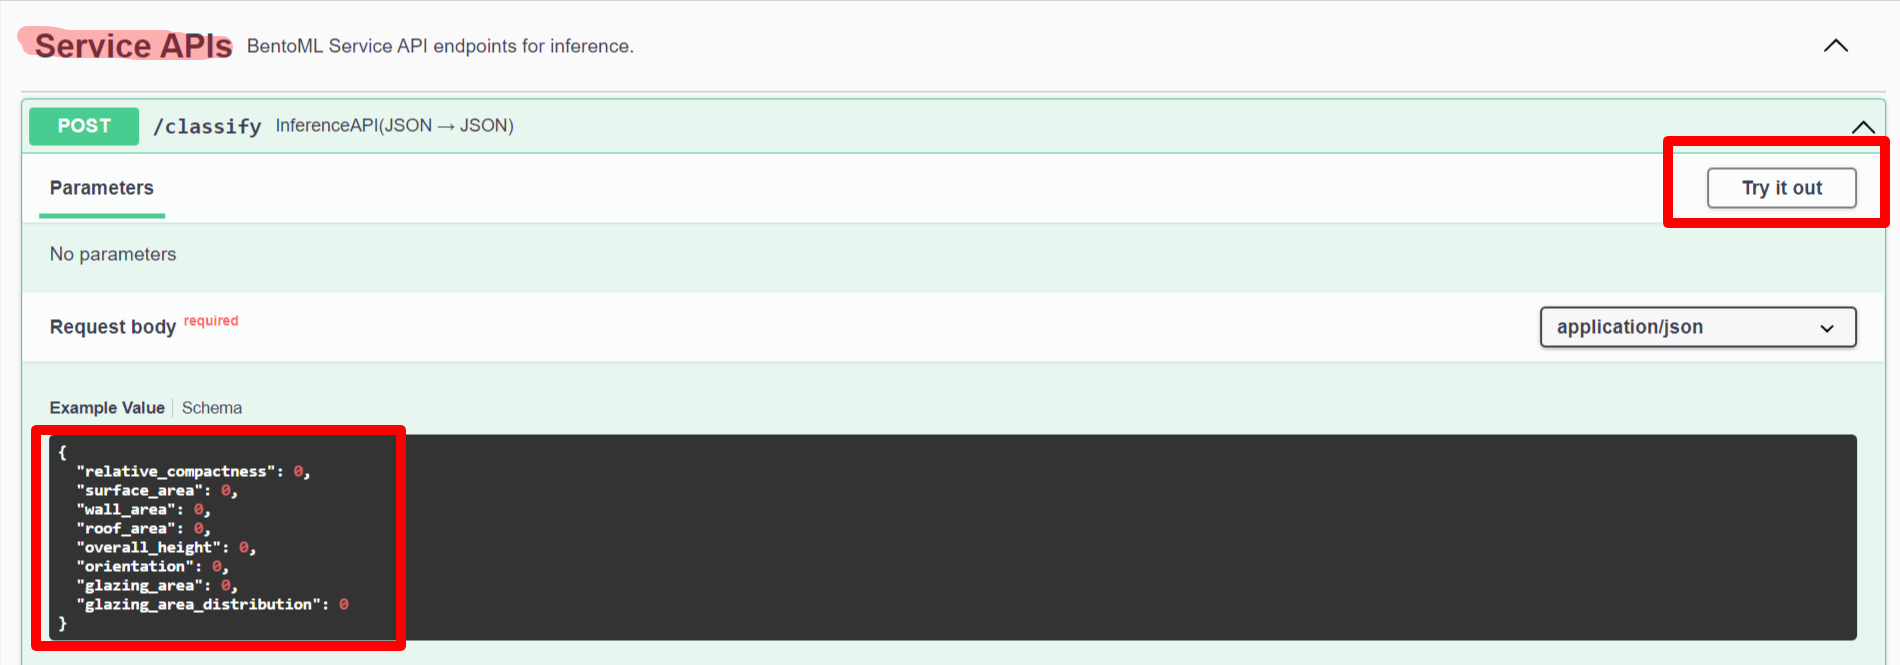 Service APIs BentoML Service API endpoints for inference.
POST /classify InferenceAPI(JSON → JSON)
Parameters
Try it out
No parameters
Request body required
application/json
Example Value Schema
{
  "relative_compactness": 0,
  "surface_area": 0,
  "wall_area": 0,
  "roof_area": 0,
  "overall_height": 0,
  "orientation": 0,
  "glazing_area": 0,
  "glazing_area_distribution": 0
}